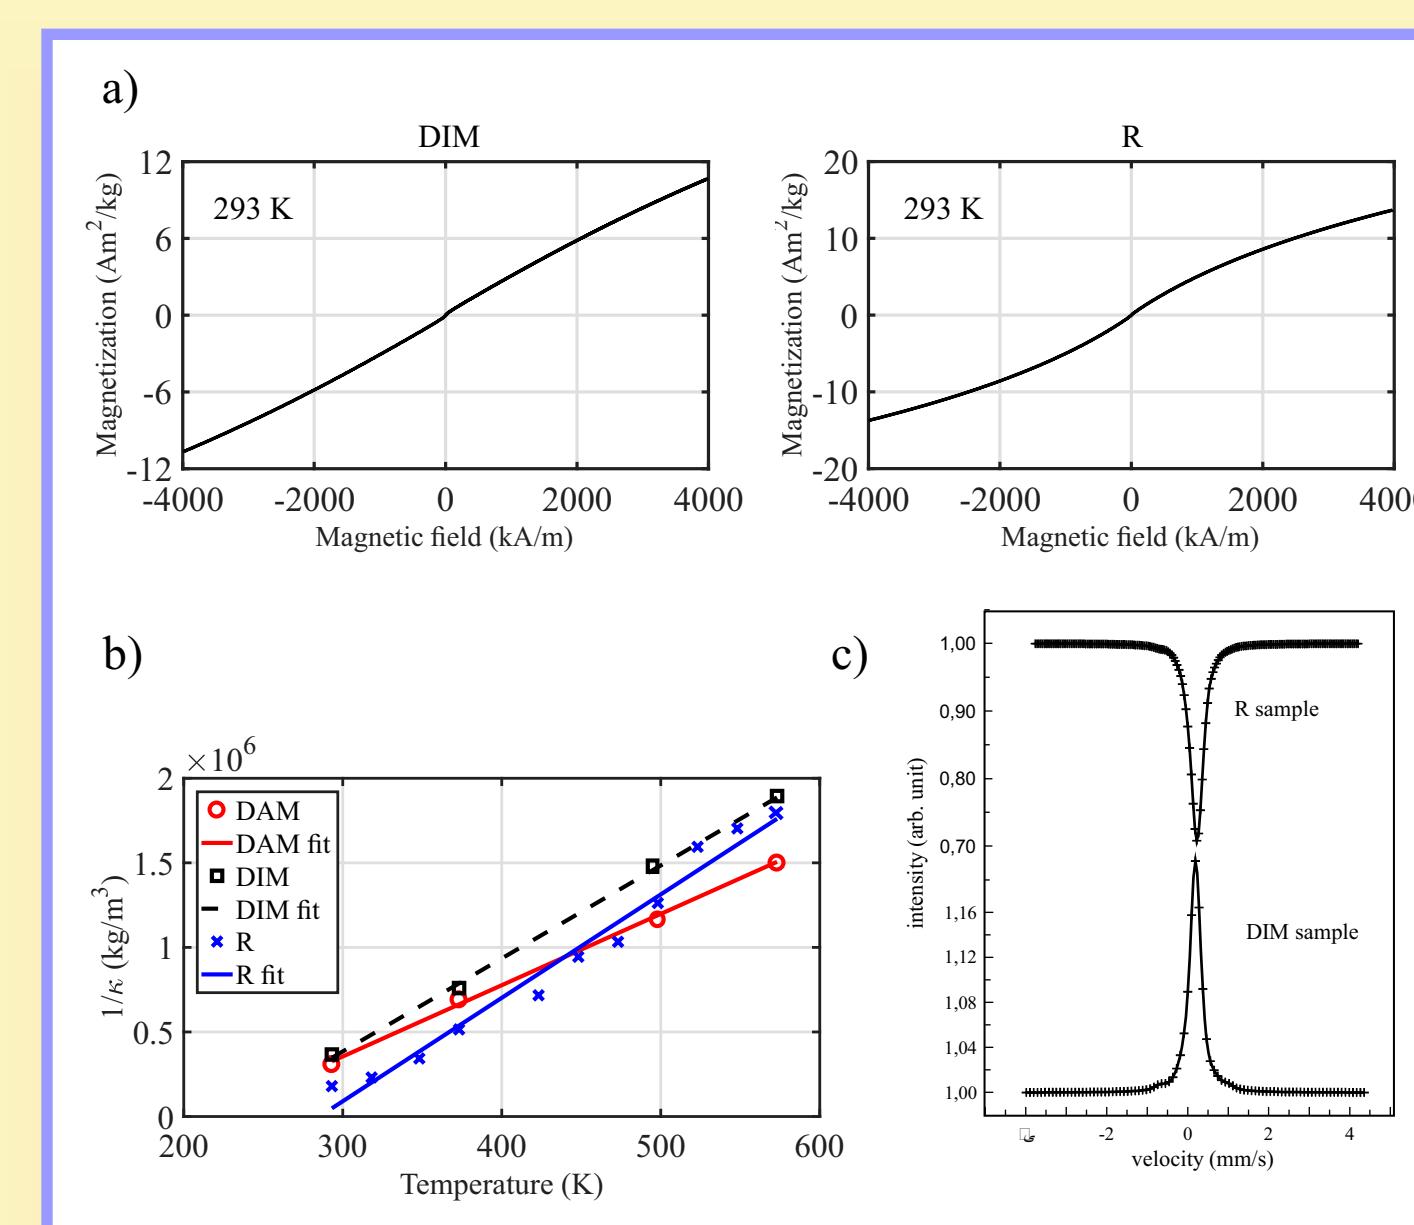 a)
DIM
293 K
12
6
0
-6
-12
-4000 -2000 0 2000 4000
Magnetization (Am²/kg)
Magnetic field (kA/m)
R
293 K
20
10
0
-10
-20
-4000 -2000 0 2000
Magnetization (Am²/kg)
Magnetic field (kA/m)
b)
×10⁶
2
1.5
1
0.5
0
200 300 400 500 600
1/κ (kg/m³)
Temperature (K)
DAM
DAM fit
DIM
DIM fit
R
R fit
c)
1,00
0,90
0,80
0,70
1,16
1,12
1,08
1,04
1,00
intensity (arb. unit)
R sample
DIM sample
-2 0 2 4
velocity (mm/s)